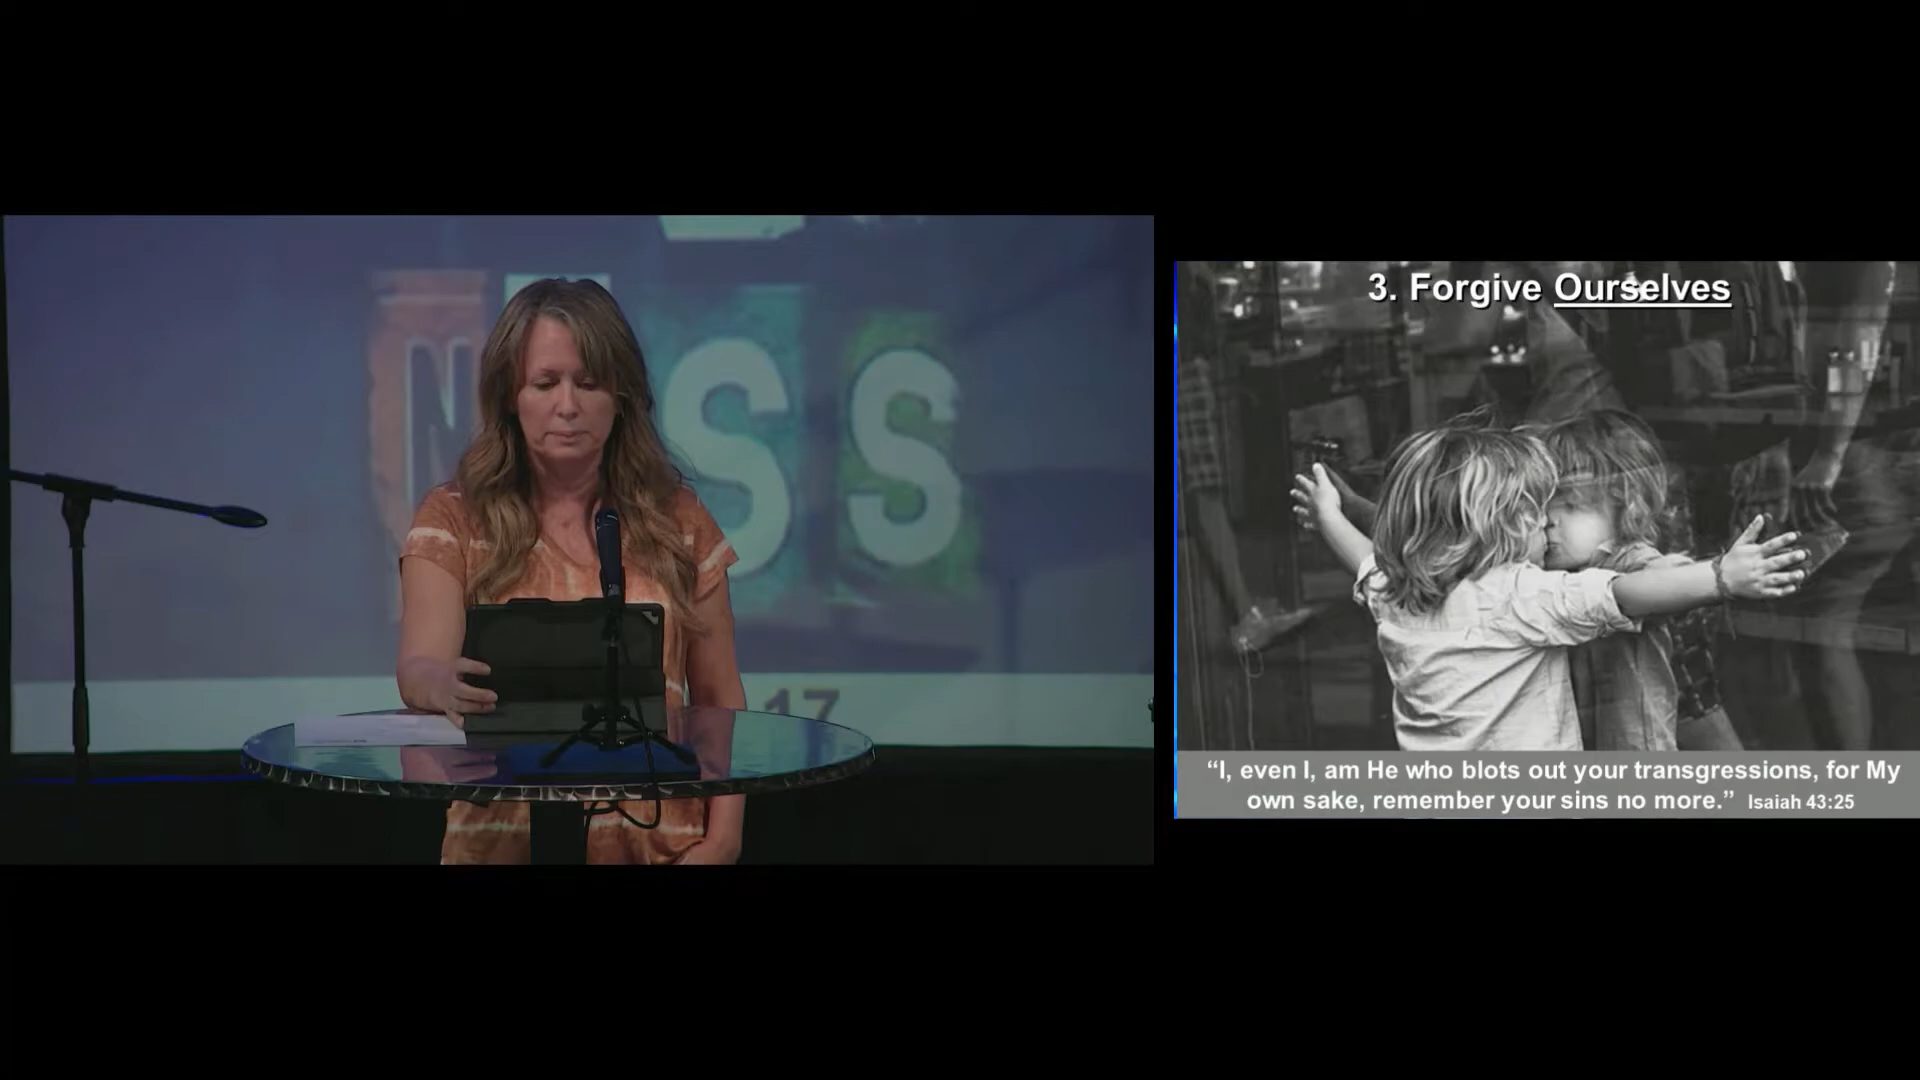 NESS
17
3. Forgive Ourselves
“I, even I, am He who blots out your transgressions, for My
own sake, remember your sins no more.” Isaiah 43:25